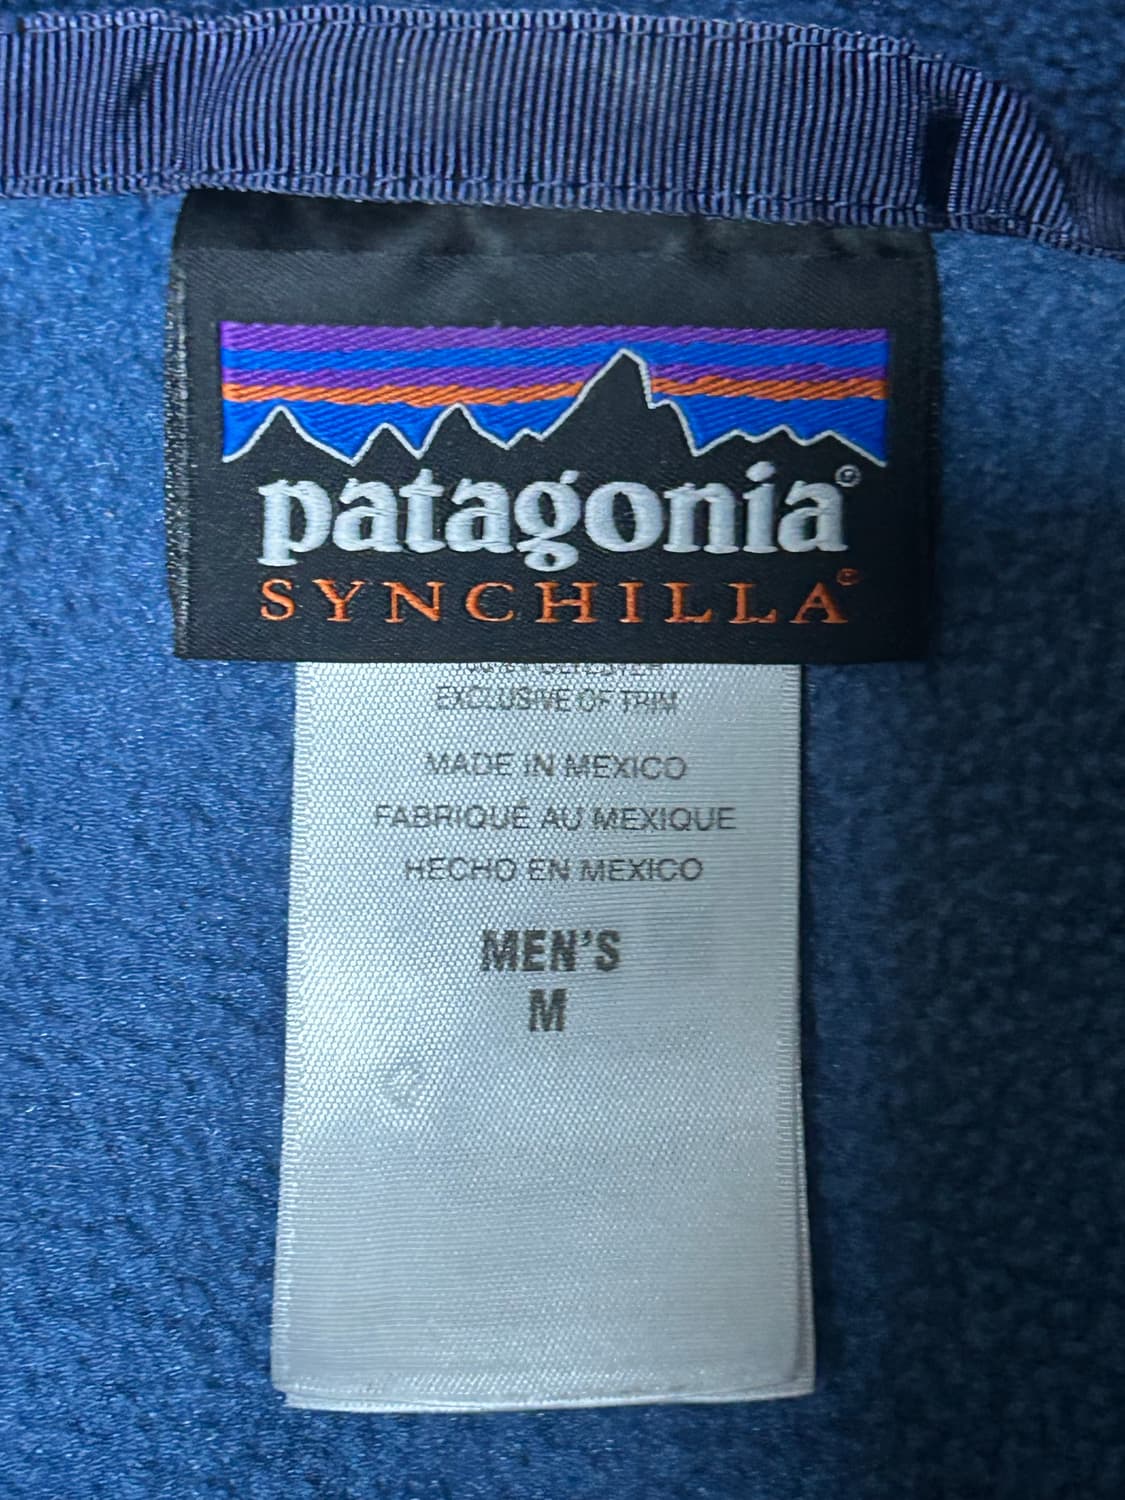 patagonia®
SYNCHILLA®
EXCLUSIVE OF TRIM
MADE IN MEXICO
FABRIQUÉ AU MEXIQUE
HECHO EN MEXICO
MEN'S
M